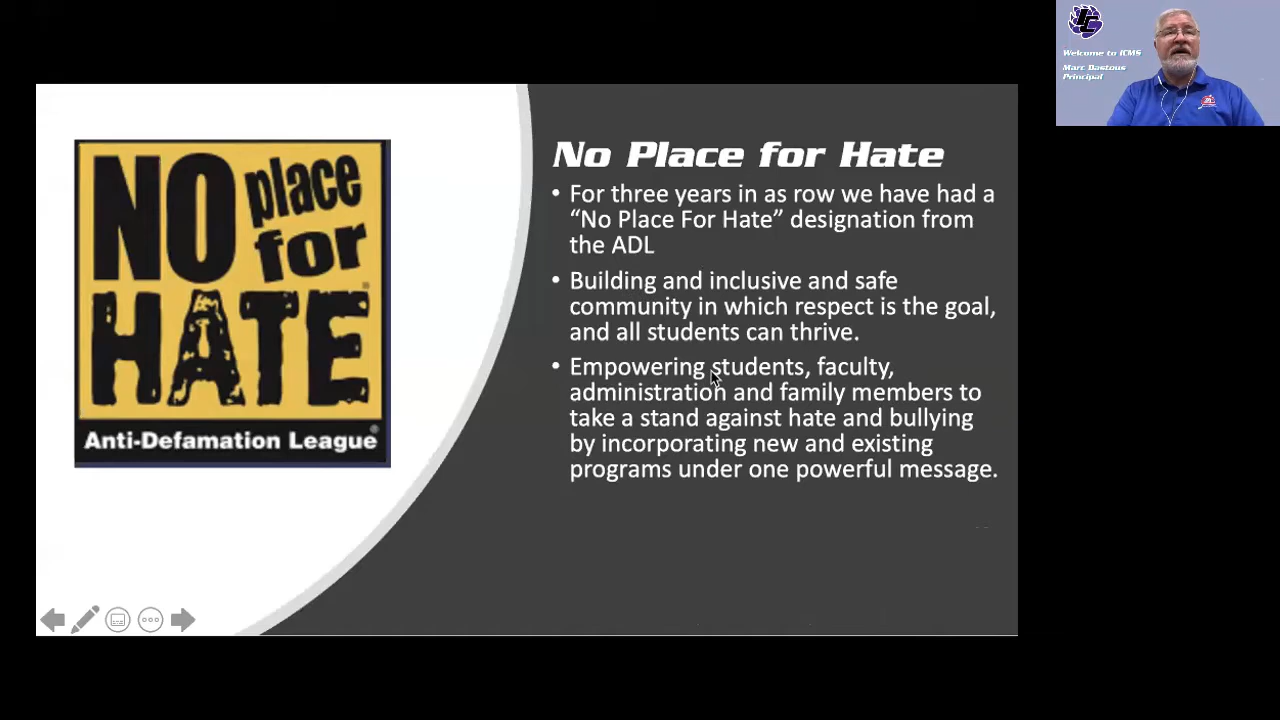 IC
Welcome to ICMS
Marc Dastous
Principal
NO place
for
HATE
®
Anti-Defamation League®
No Place for Hate
• For three years in as row we have had a
“No Place For Hate” designation from
the ADL
• Building and inclusive and safe
community in which respect is the goal,
and all students can thrive.
• Empowering students, faculty,
administration and family members to
take a stand against hate and bullying
by incorporating new and existing
programs under one powerful message.